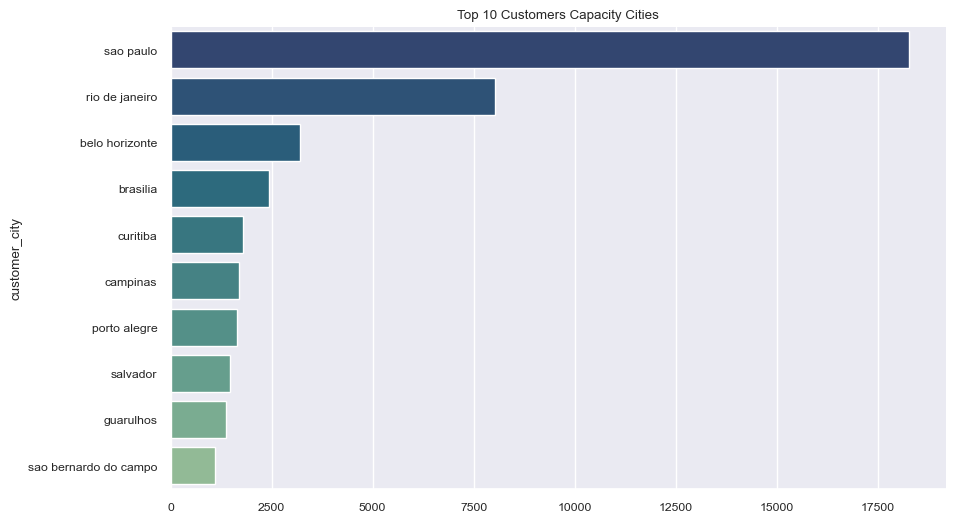 Top 10 Customers Capacity Cities
customer_city
sao paulo
rio de janeiro
belo horizonte
brasilia
curitiba
campinas
porto alegre
salvador
guarulhos
sao bernardo do campo
0 2500 5000 7500 10000 12500 15000 17500